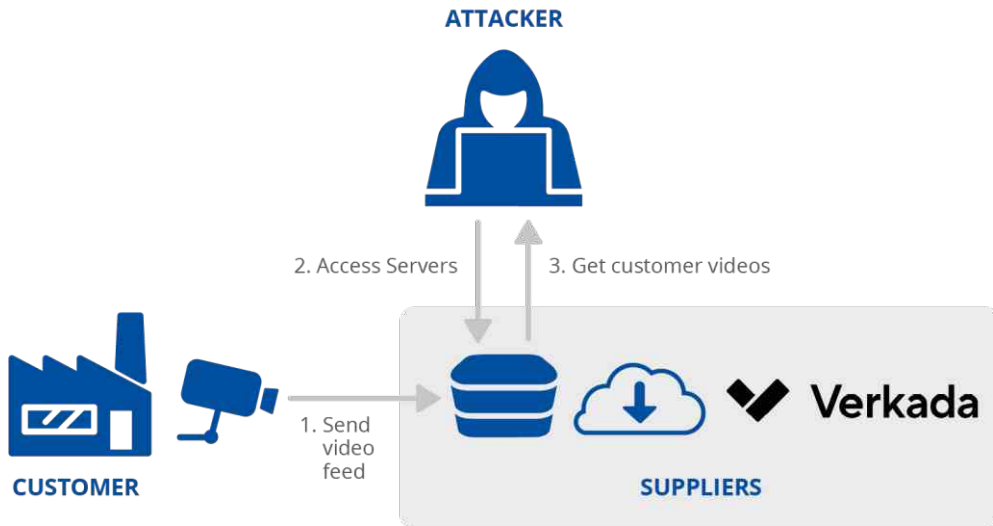 ATTACKER
2. Access Servers
3. Get customer videos
1. Send
video
feed
Verkada
CUSTOMER
SUPPLIERS